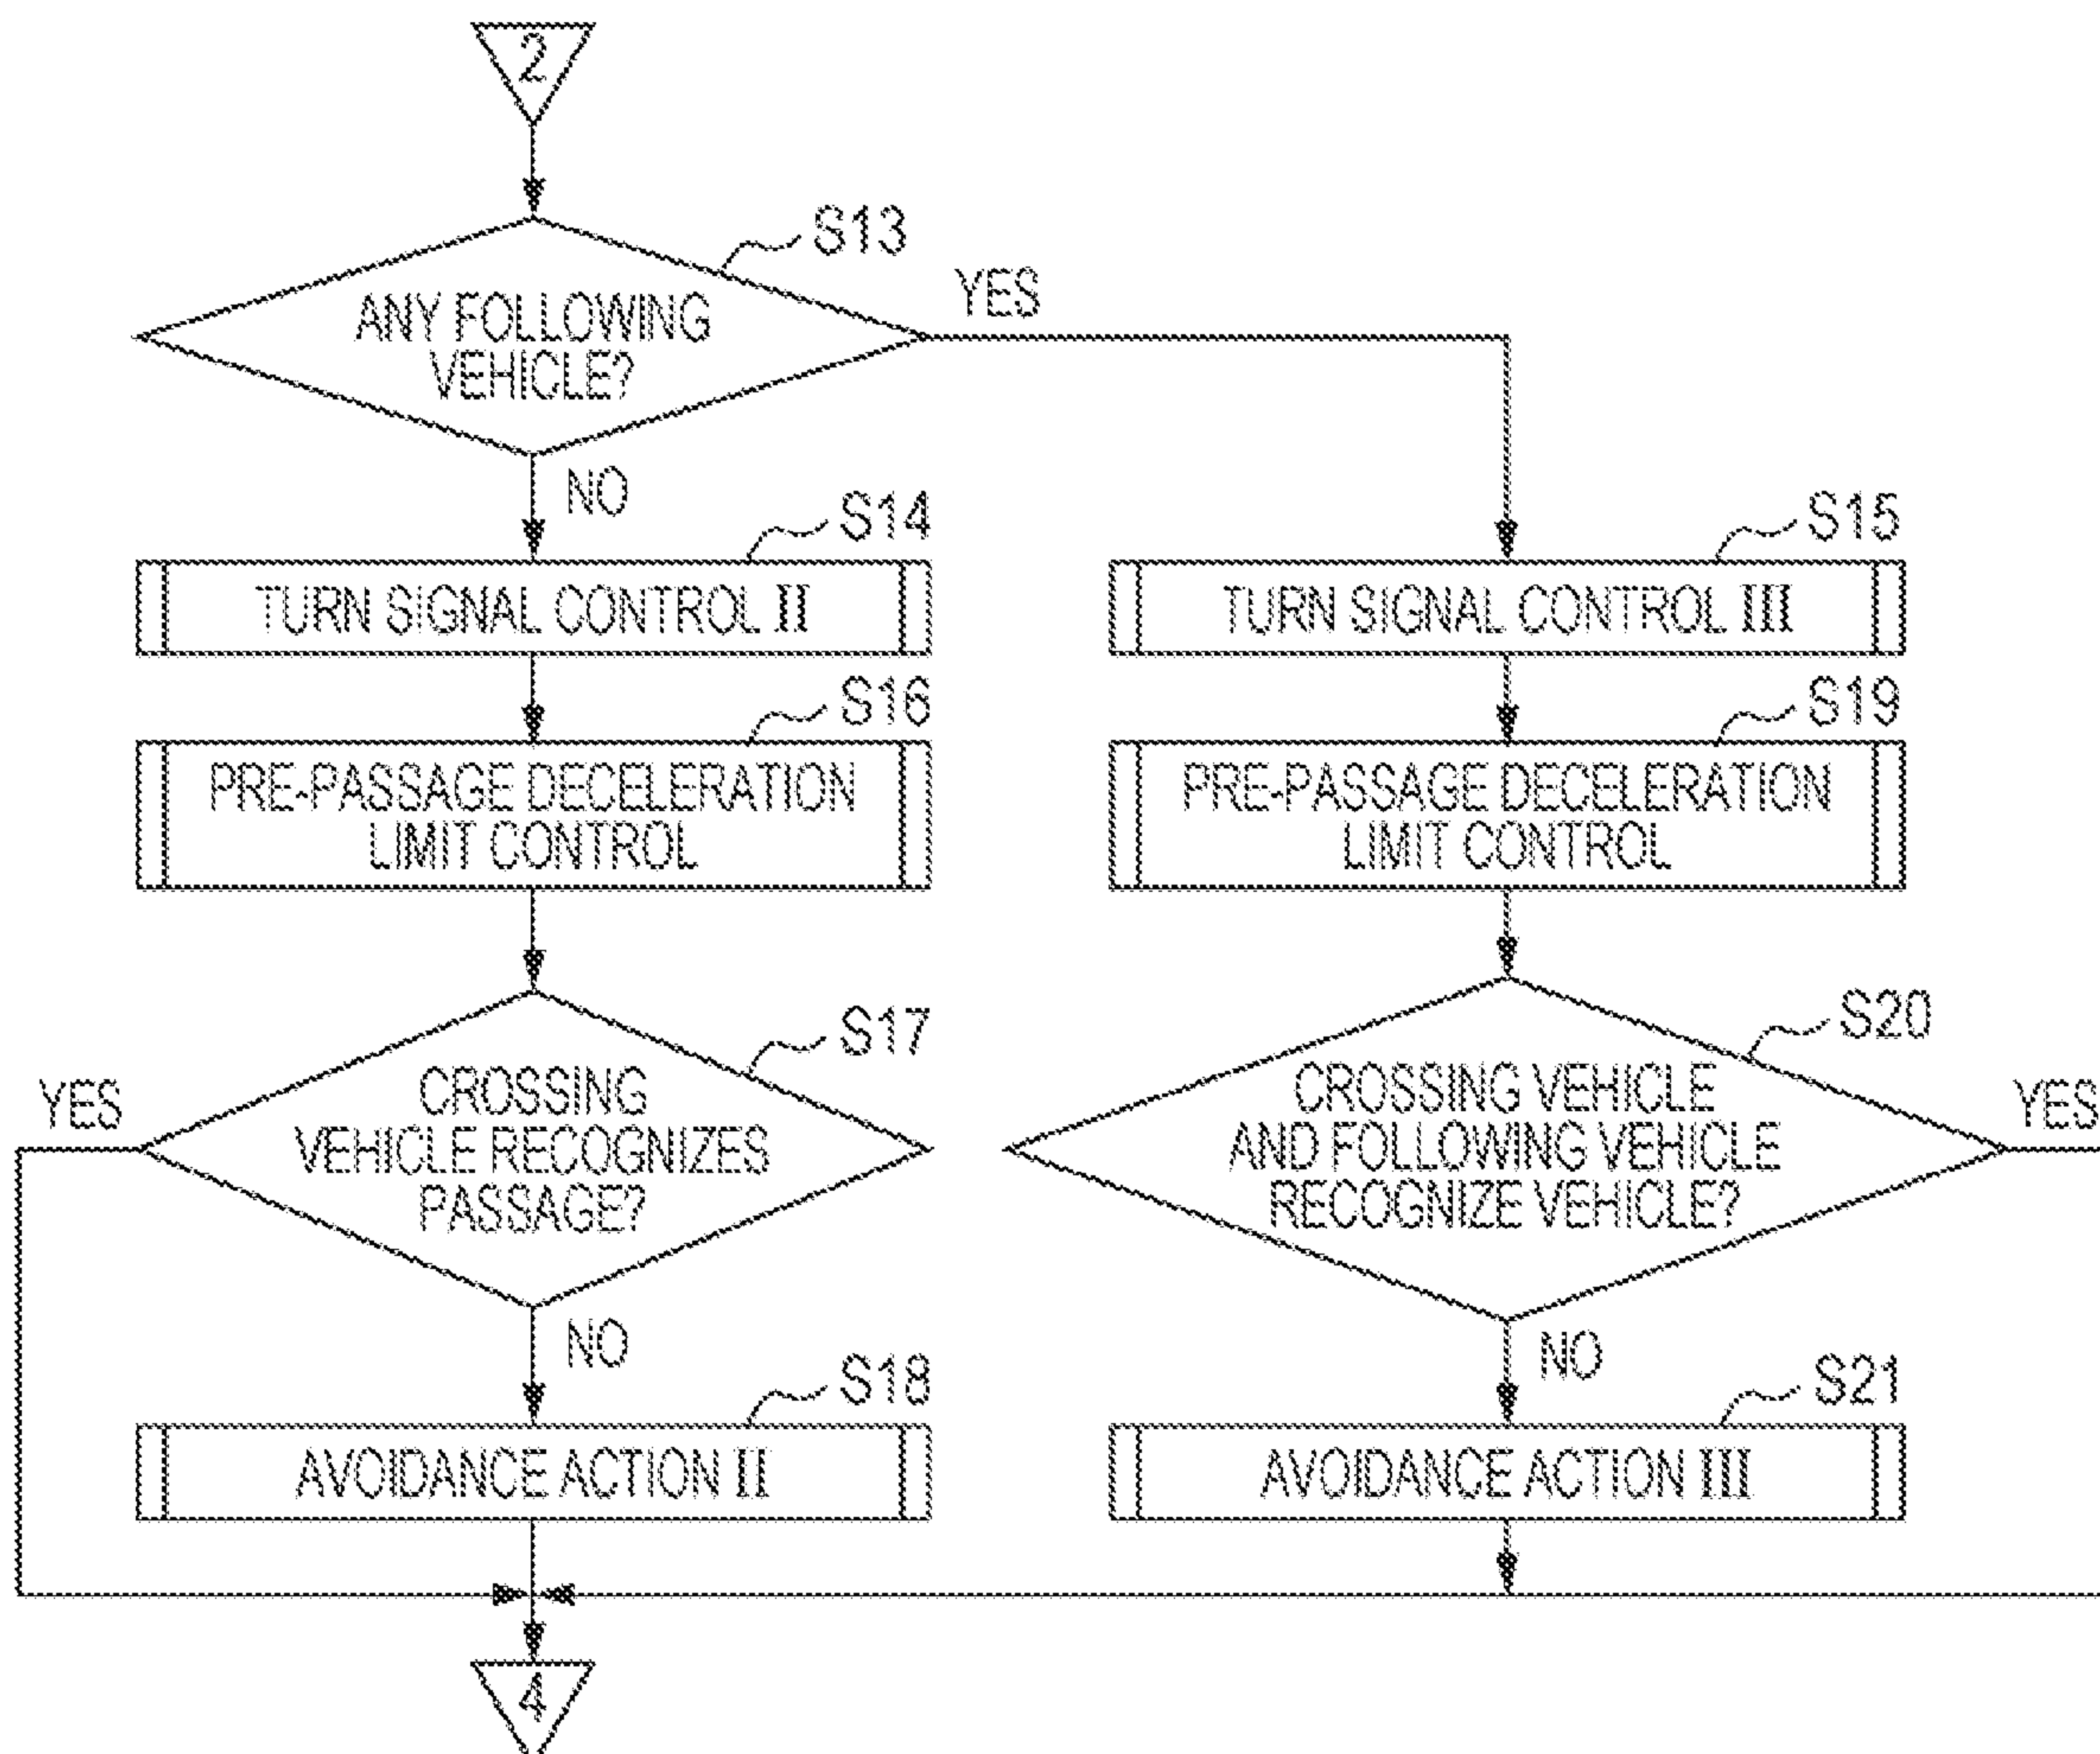 2
S13
ANY FOLLOWING
VEHICLE?
YES
NO
S14
TURN SIGNAL CONTROL II
S15
TURN SIGNAL CONTROL III
S16
PRE-PASSAGE DECELERATION
LIMIT CONTROL
S19
PRE-PASSAGE DECELERATION
LIMIT CONTROL
S17
CROSSING
VEHICLE RECOGNIZES
PASSAGE?
YES
NO
S20
CROSSING VEHICLE
AND FOLLOWING VEHICLE
RECOGNIZE VEHICLE?
YES
NO
S18
AVOIDANCE ACTION II
S21
AVOIDANCE ACTION III
4